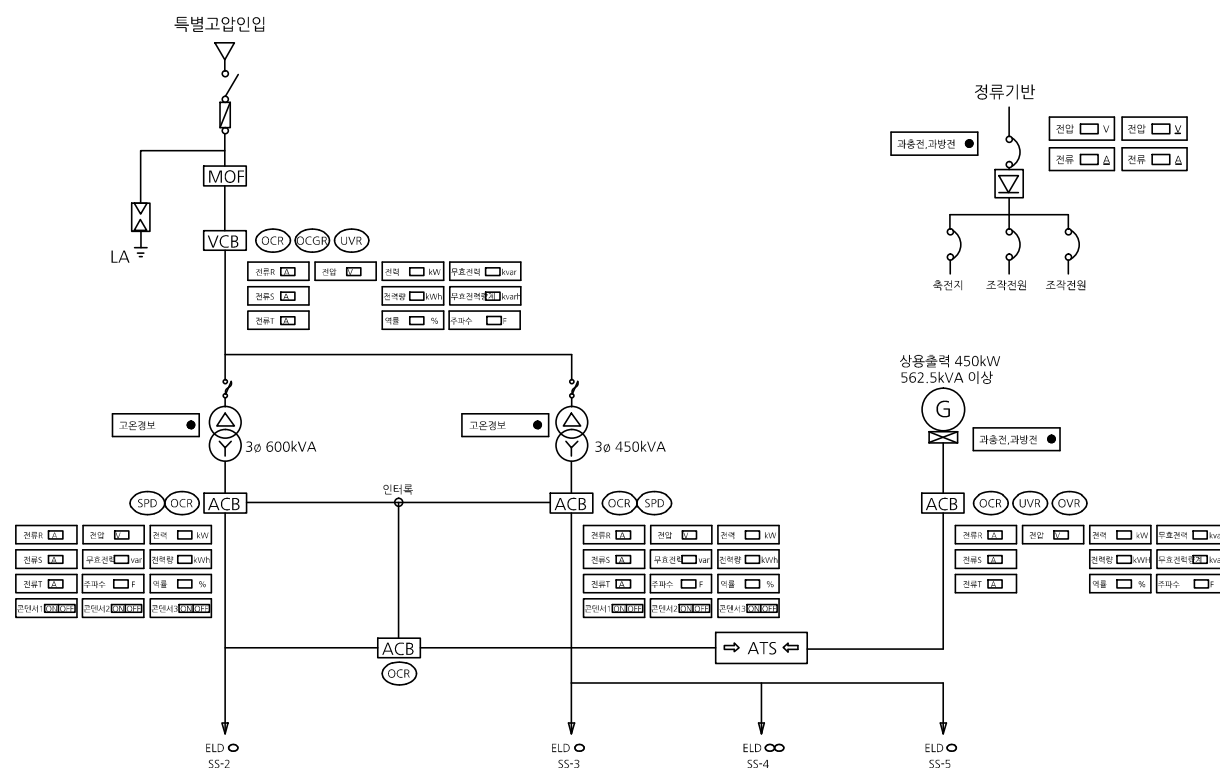 특별고압인입
정류기반
과충전,과방전
전압 V
전압 V
전류 A
전류 A
MOF
LA
VCB
OCR
OCGR
UVR
전류R A
전압 V
전력 kW
무효전력 kvar
전류S A
전력량 kWh
전류T A
역률 %
주파수 F
축전지
조작전원
조작전원
상용출력 450kW
562.5kVA 이상
G
과충전,과방전
고온경보
3ø 600kVA
고온경보
3ø 450kVA
인터록
SPD
OCR
ACB
ACB
OCR
SPD
ACB
OCR
UVR
OVR
전류R A
전압 V
전력 kW
전류S A
무효전력 var
전력량 kWh
전류T A
주파수 F
역률 %
콘덴서1 ON OFF
콘덴서2 ON OFF
콘덴서3 ON OFF
전류R A
전압 V
전력 kW
전류S A
무효전력 var
전력량 kWh
전류T A
주파수 F
역률 %
콘덴서1 ON OFF
콘덴서2 ON OFF
콘덴서3 ON OFF
전류R A
전압 V
전력 kW
무효전력
전류S A
전력량 kWH
전류T A
역률 %
주파수 F
ACB
OCR
ATS
ELD
SS-2
ELD
SS-3
ELD
SS-4
ELD
SS-5